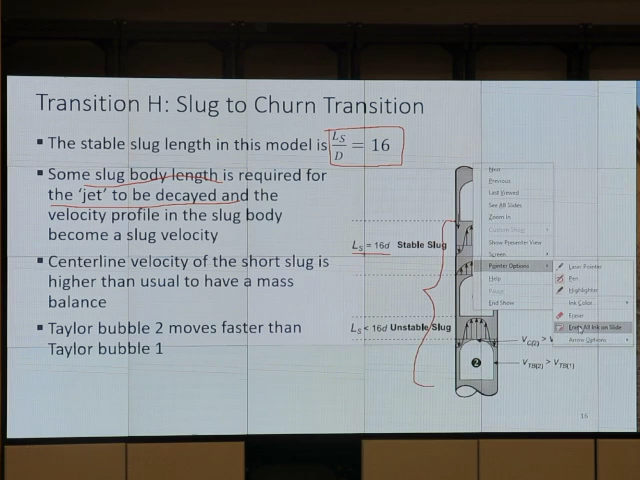 Transition H: Slug to Churn Transition
▪ The stable slug length in this model is L_S/D = 16
▪ Some slug body length is required for
the 'jet' to be decayed and the
velocity profile in the slug body
become a slug velocity
▪ Centerline velocity of the short slug is
higher than usual to have a mass
balance
▪ Taylor bubble 2 moves faster than
Taylor bubble 1
L_S = 16d Stable Slug
L_S < 16d Unstable Slug
2
V_C(2) > V
V_TB(2) > V_TB(1)
Next
Previous
Last Viewed
See All Slides
Zoom In
Custom Show
Show Presenter View
Screen
Pointer Options
Help
Pause
End Show
Laser Pointer
Pen
Highlighter
Ink Color
Eraser
Erase All Ink on Slide
Arrow Options
16